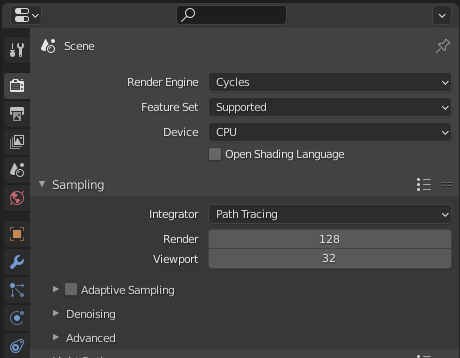 Scene
Render Engine Cycles
Feature Set Supported
Device CPU
Open Shading Language
Sampling
Integrator Path Tracing
Render 128
Viewport 32
Adaptive Sampling
Denoising
Advanced